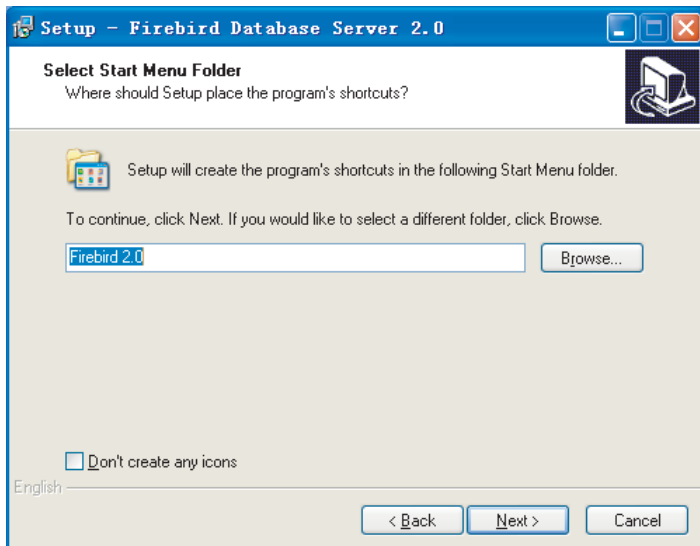 Setup - Firebird Database Server 2.0
Select Start Menu Folder
Where should Setup place the program's shortcuts?
Setup will create the program's shortcuts in the following Start Menu folder.
To continue, click Next. If you would like to select a different folder, click Browse.
Firebird 2.0
Browse...
Don't create any icons
English
< Back
Next >
Cancel